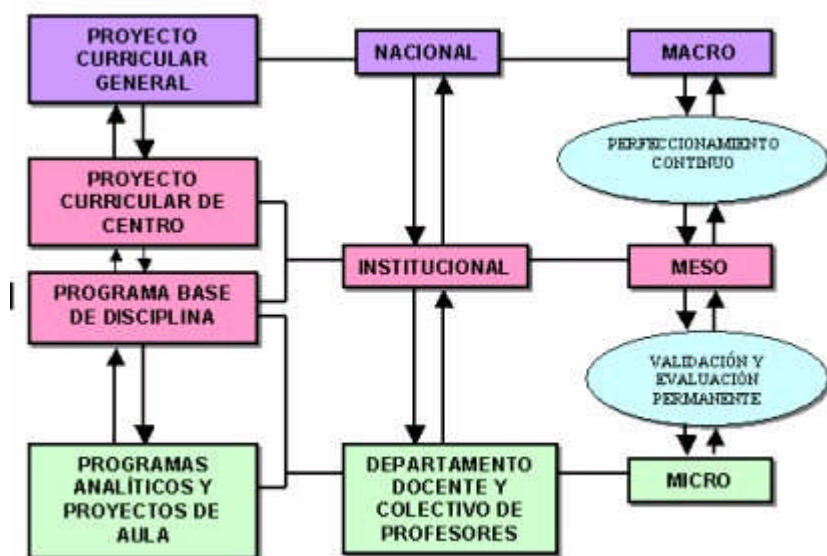 PROYECTO
CURRICULAR
GENERAL
NACIONAL
MACRO
PERFECCIONAMIENTO
CONTINUO
PROYECTO
CURRICULAR DE
CENTRO
INSTITUCIONAL
MESO
PROGRAMA BASE
DE DISCIPLINA
VALIDACIÓN Y
EVALUACIÓN
PERMANENTE
PROGRAMAS
ANALÍTICOS Y
PROYECTOS DE
AULA
DEPARTAMENTO
DOCENTE Y
COLECTIVO DE
PROFESORES
MICRO